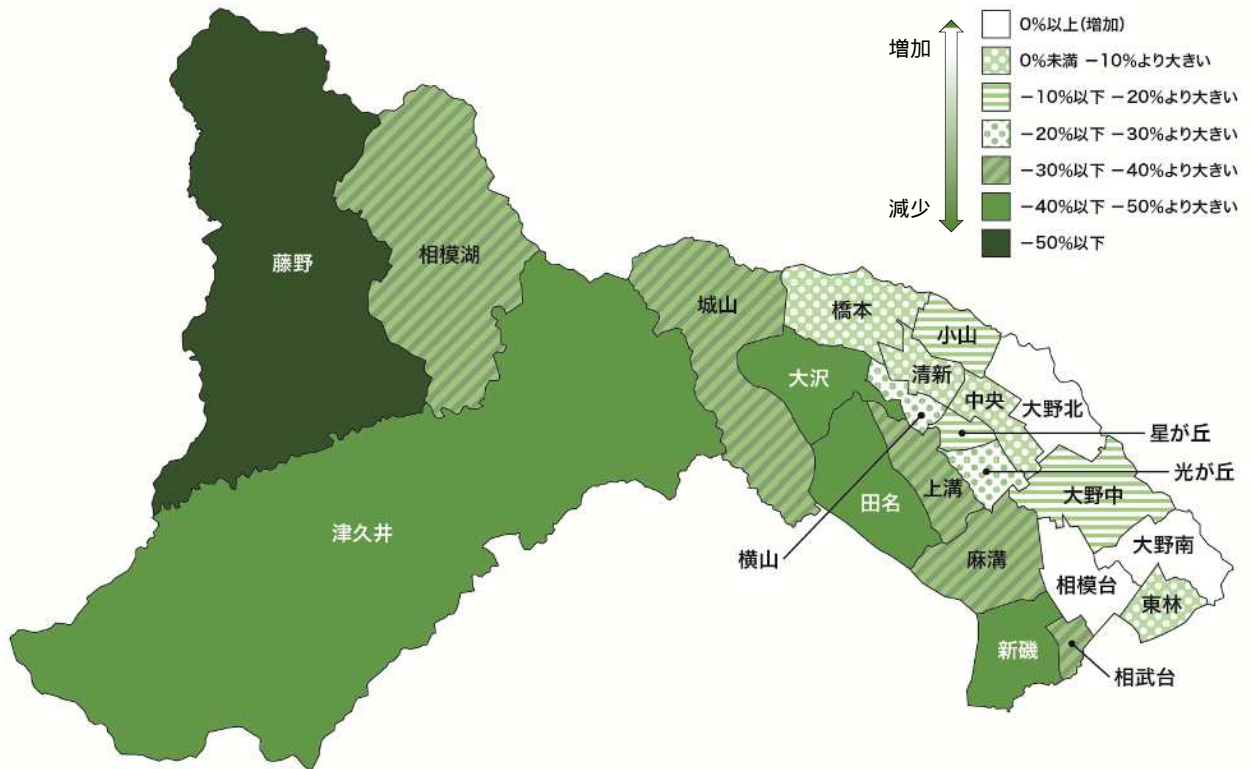 増加
減少
0%以上(増加)
0%未満 −10%より大きい
−10%以下 −20%より大きい
−20%以下 −30%より大きい
−30%以下 −40%より大きい
−40%以下 −50%より大きい
−50%以下
藤野
相模湖
城山
橋本
小山
大沢
清新
中央
大野北
星が丘
光が丘
上溝
大野中
田名
津久井
横山
麻溝
大野南
相模台
東林
新磯
相武台